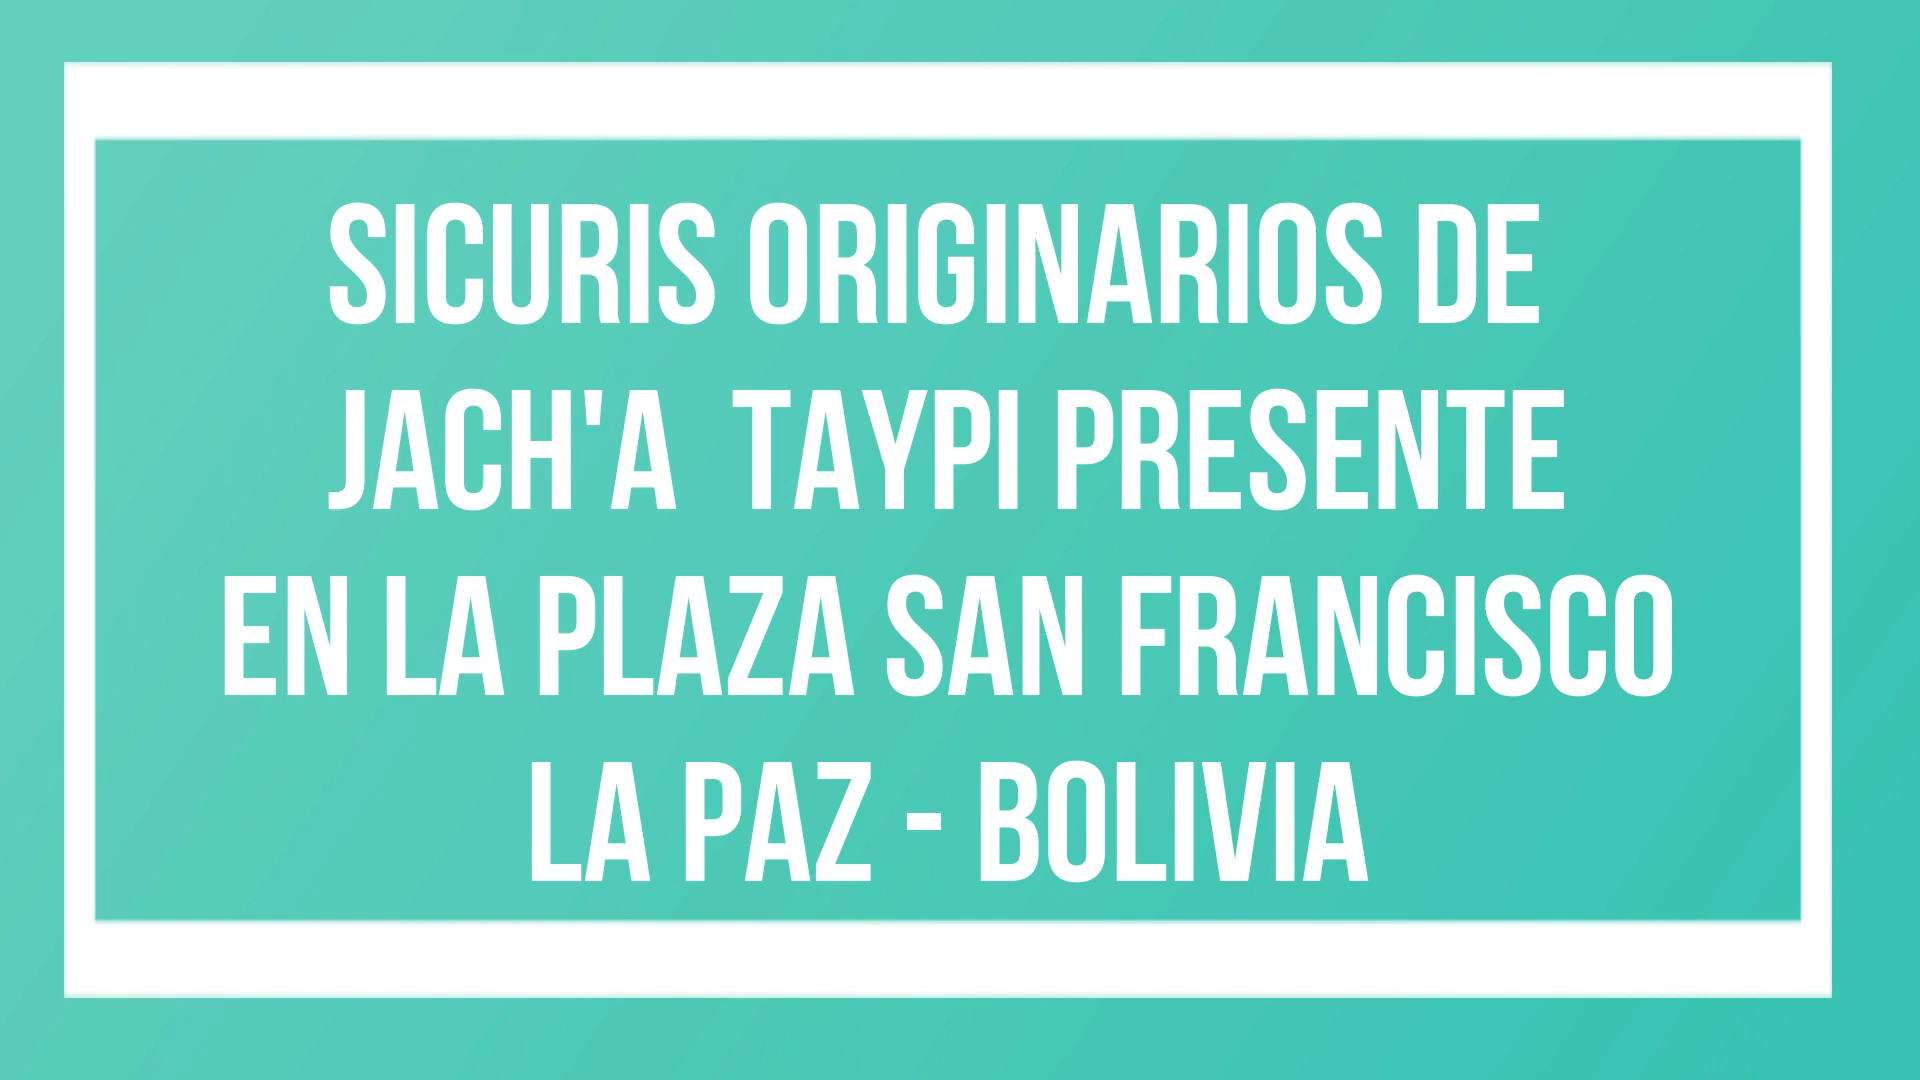 SICURIS ORIGINARIOS DE
JACH'A  TAYPI PRESENTE
EN LA PLAZA SAN FRANCISCO
LA PAZ - BOLIVIA